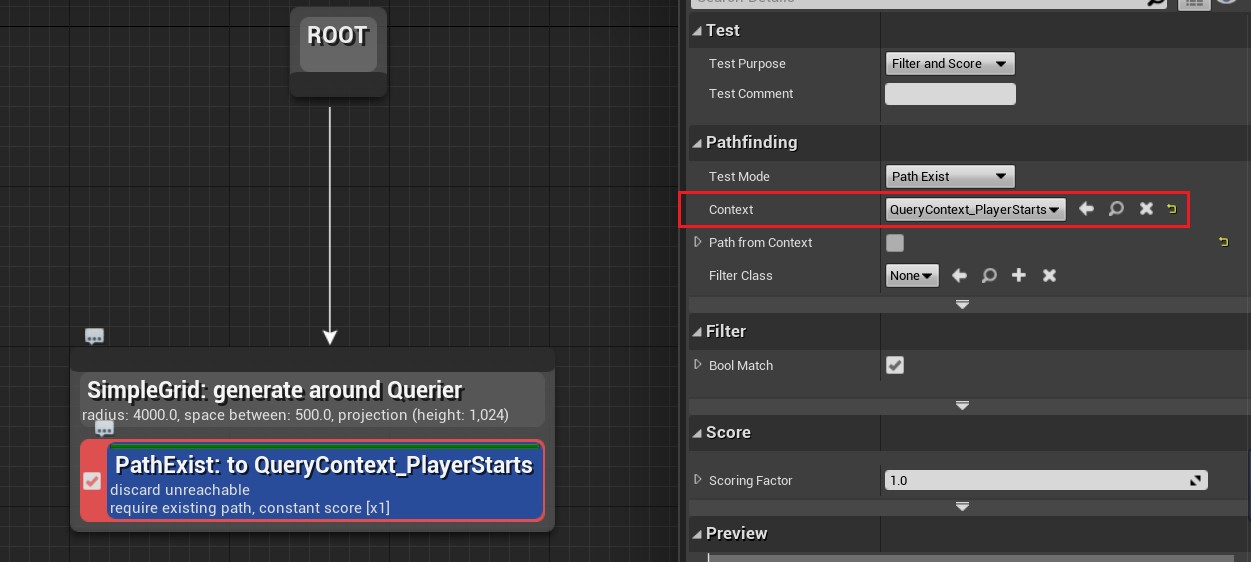 Search Details
ROOT
SimpleGrid: generate around Querier
radius: 4000.0, space between: 500.0, projection (height: 1,024)
PathExist: to QueryContext_PlayerStarts
discard unreachable
require existing path, constant score [x1]
Test
Test Purpose Filter and Score
Test Comment
Pathfinding
Test Mode Path Exist
Context QueryContext_PlayerStarts
Path from Context
Filter Class None
Filter
Bool Match
Score
Scoring Factor 1.0
Preview